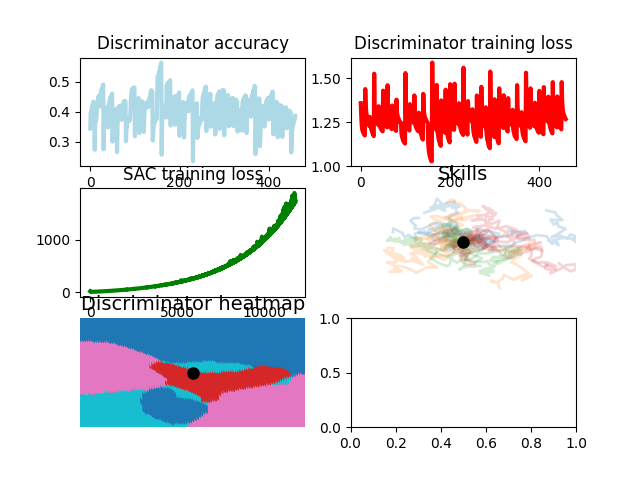 Discriminator accuracy
0.5
0.4
0.3
0 200 400
Discriminator training loss
1.50
1.25
1.00
0 200 400
SAC training loss
1000
0
0 5000 10000
Skills
Discriminator heatmap
1.0
0.5
0.0
0.0 0.2 0.4 0.6 0.8 1.0